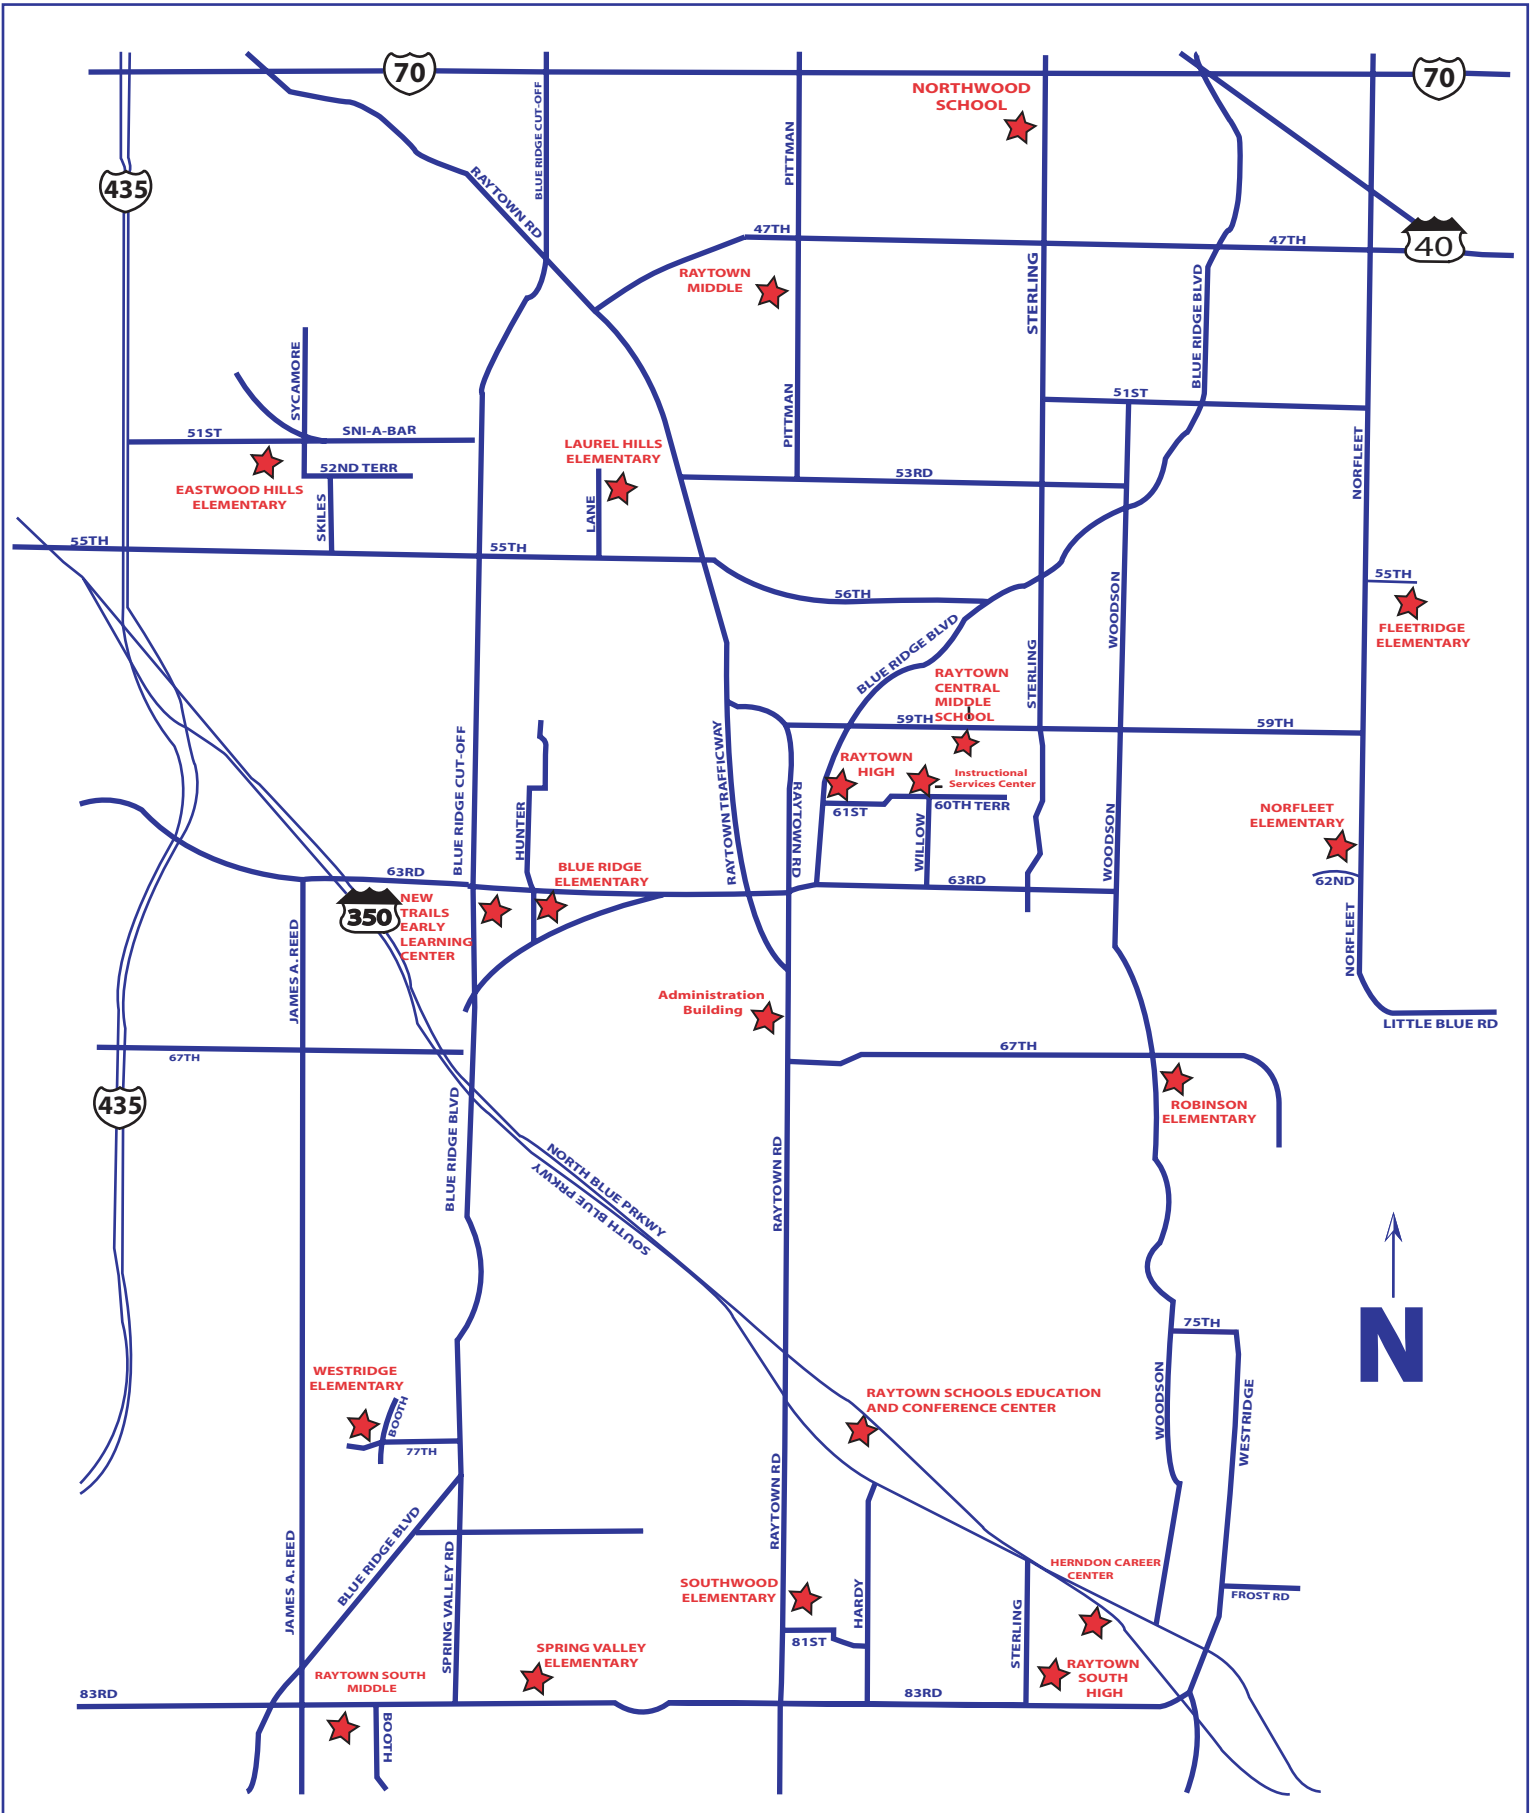 70
70
NORTHWOOD
SCHOOL
BLUE RIDGE CUT-OFF
PITTMAN
435
RAYTOWN RD
47TH
47TH
40
RAYTOWN
MIDDLE
STERLING
BLUE RIDGE BLVD
SYCAMORE
PITTMAN
51ST
51ST
SNI-A-BAR
LAUREL HILLS
ELEMENTARY
NORFLEET
52ND TERR
53RD
EASTWOOD HILLS
ELEMENTARY
SKILES
LANE
55TH
55TH
56TH
55TH
WOODSON
FLEETRIDGE
ELEMENTARY
BLUE RIDGE BLVD
STERLING
RAYTOWN
CENTRAL
MIDDLE
SCHOOL
59TH
59TH
BLUE RIDGE CUT-OFF
RAYTOWN TRAFFICWAY
RAYTOWN RD
RAYTOWN
HIGH
Instructional
Services Center
61ST
60TH TERR
HUNTER
WILLOW
WOODSON
NORFLEET
ELEMENTARY
63RD
BLUE RIDGE
ELEMENTARY
63RD
62ND
350
NEW
TRAILS
EARLY
LEARNING
CENTER
JAMES A. REED
NORFLEET
Administration
Building
LITTLE BLUE RD
67TH
67TH
435
ROBINSON
ELEMENTARY
BLUE RIDGE BLVD
NORTH BLUE PRKWY
SOUTH BLUE PRKWY
RAYTOWN RD
75TH
N
WESTRIDGE
ELEMENTARY
BOOTH
77TH
RAYTOWN SCHOOLS EDUCATION
AND CONFERENCE CENTER
WOODSON
WESTRIDGE
RAYTOWN RD
BLUE RIDGE BLVD
JAMES A. REED
SPRING VALLEY RD
SOUTHWOOD
ELEMENTARY
HARDY
HERNDON CAREER
CENTER
FROST RD
81ST
STERLING
SPRING VALLEY
ELEMENTARY
RAYTOWN
SOUTH
HIGH
RAYTOWN SOUTH
MIDDLE
83RD
83RD
BOOTH